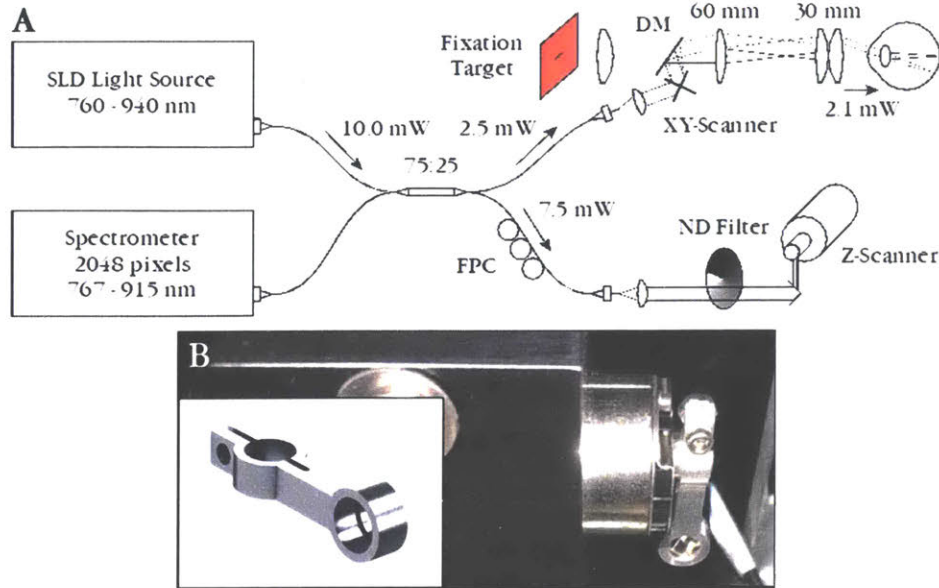 A
SLD Light Source
760 - 940 nm
10.0 mW
2.5 mW
75:25
Fixation
Target
DM
60 mm
30 mm
2.1 mW
XY-Scanner
Spectrometer
2048 pixels
767 - 915 nm
7.5 mW
FPC
ND Filter
Z-Scanner
B